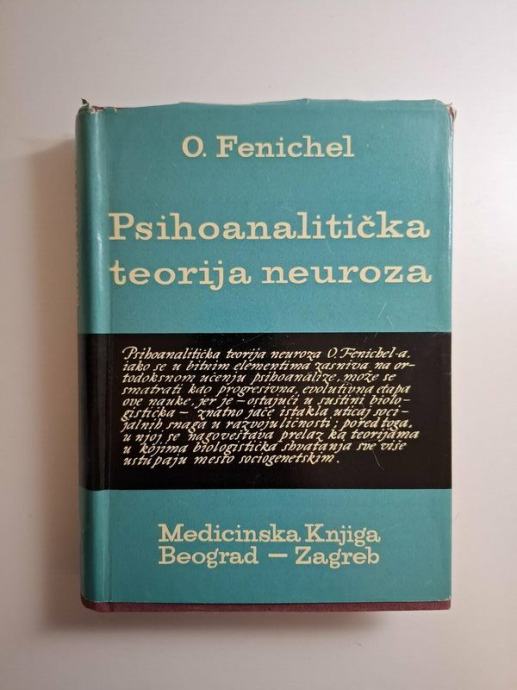 O. Fenichel
Psihoanalitička
teorija neuroza
Psihoanalitička teorija neuroza O. Fenichel-a,
iako se u bitnim elementima zasniva na or-
todoksnom učenju psihoanalize, može se
smatrati kao progresivna, evolutivna etapa
ove nauke, jer je – ostajući u suštini biolo-
gistička – znatno jače istakla uticaj soci-
jalnih snaga u razvoju ličnosti; pored toga,
u njoj se nagoveštava prelaz ka teorijama
u kojima biologistička shvatanja sve više
ustupaju mesto sociogenetskim.
Medicinska Knjiga
Beograd – Zagreb